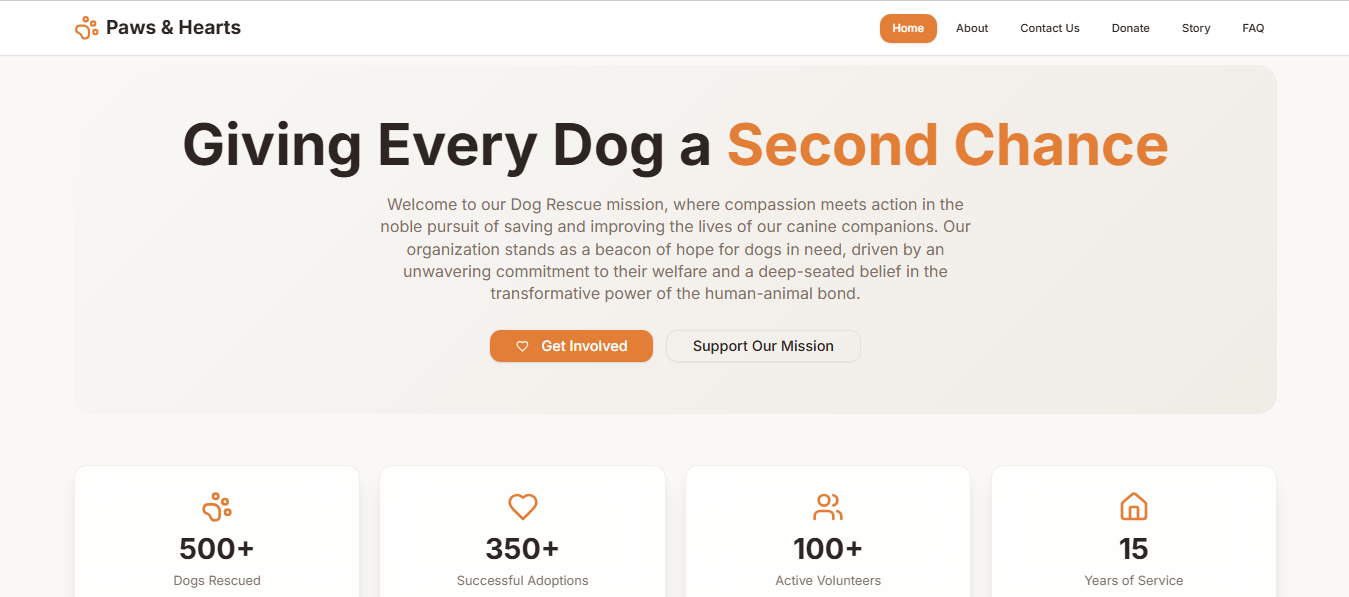 Paws & Hearts
Home About Contact Us Donate Story FAQ
Giving Every Dog a Second Chance
Welcome to our Dog Rescue mission, where compassion meets action in the
noble pursuit of saving and improving the lives of our canine companions. Our
organization stands as a beacon of hope for dogs in need, driven by an
unwavering commitment to their welfare and a deep-seated belief in the
transformative power of the human-animal bond.
Get Involved
Support Our Mission
500+
Dogs Rescued
350+
Successful Adoptions
100+
Active Volunteers
15
Years of Service